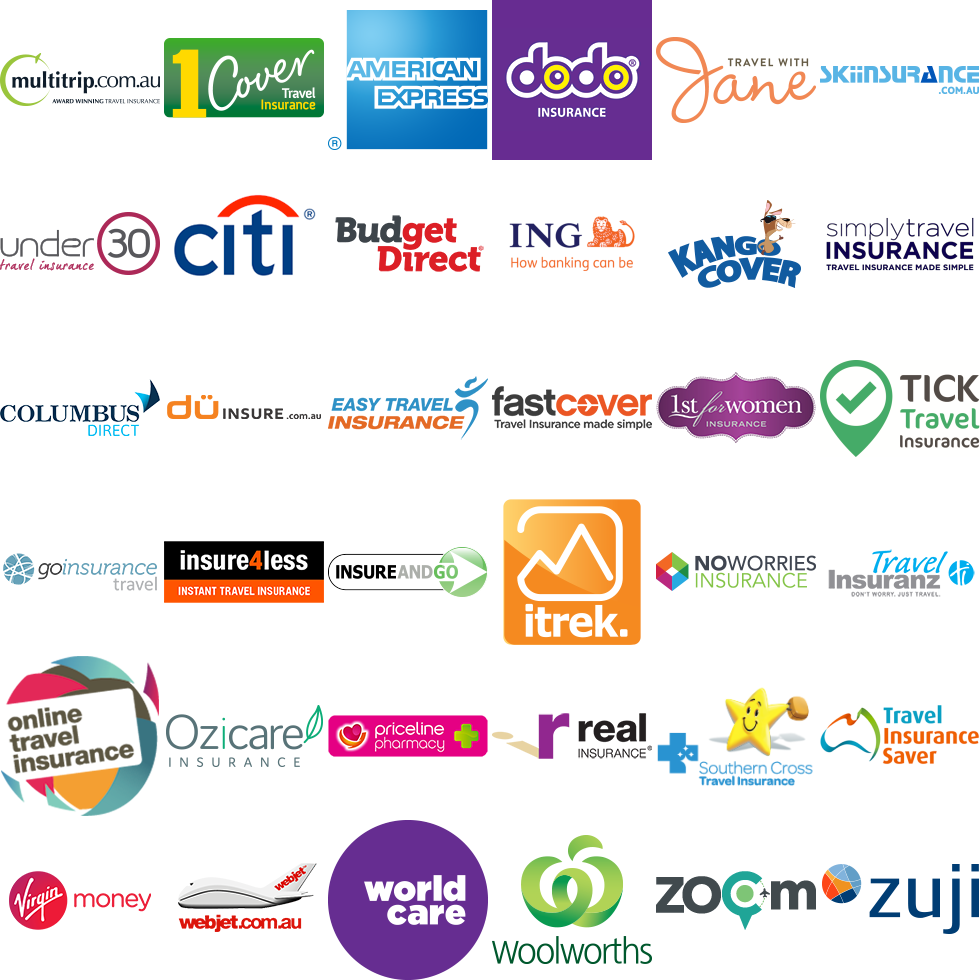 multitrip.com.au
AWARD WINNING TRAVEL INSURANCE
1Cover
Travel
Insurance
AMERICAN
EXPRESS
®
dodo®
INSURANCE
TRAVEL WITH
Jane
SKiiNSURANCE
.COM.AU
under 30
travel insurance
citi®
Budget
Direct®
ING
How banking can be
KANGO
COVER
simplytravel
INSURANCE
TRAVEL INSURANCE MADE SIMPLE
COLUMBUS
DIRECT
dü INSURE.com.au
EASY TRAVEL
INSURANCE
fastcover
Travel Insurance made simple
1st for women
INSURANCE
TICK
Travel
Insurance
goinsurance
travel
insure4less
INSTANT TRAVEL INSURANCE
INSUREANDGO
itrek.
NOWORRIES
INSURANCE
Travel
Insuranz
DON'T WORRY. JUST TRAVEL.
online
travel
insurance
Ozicare
INSURANCE
priceline
pharmacy
r real
INSURANCE®
Southern Cross
Travel Insurance
Travel
Insurance
Saver
Virgin money
webjet
webjet.com.au
world
care
Woolworths
zoom
zuji